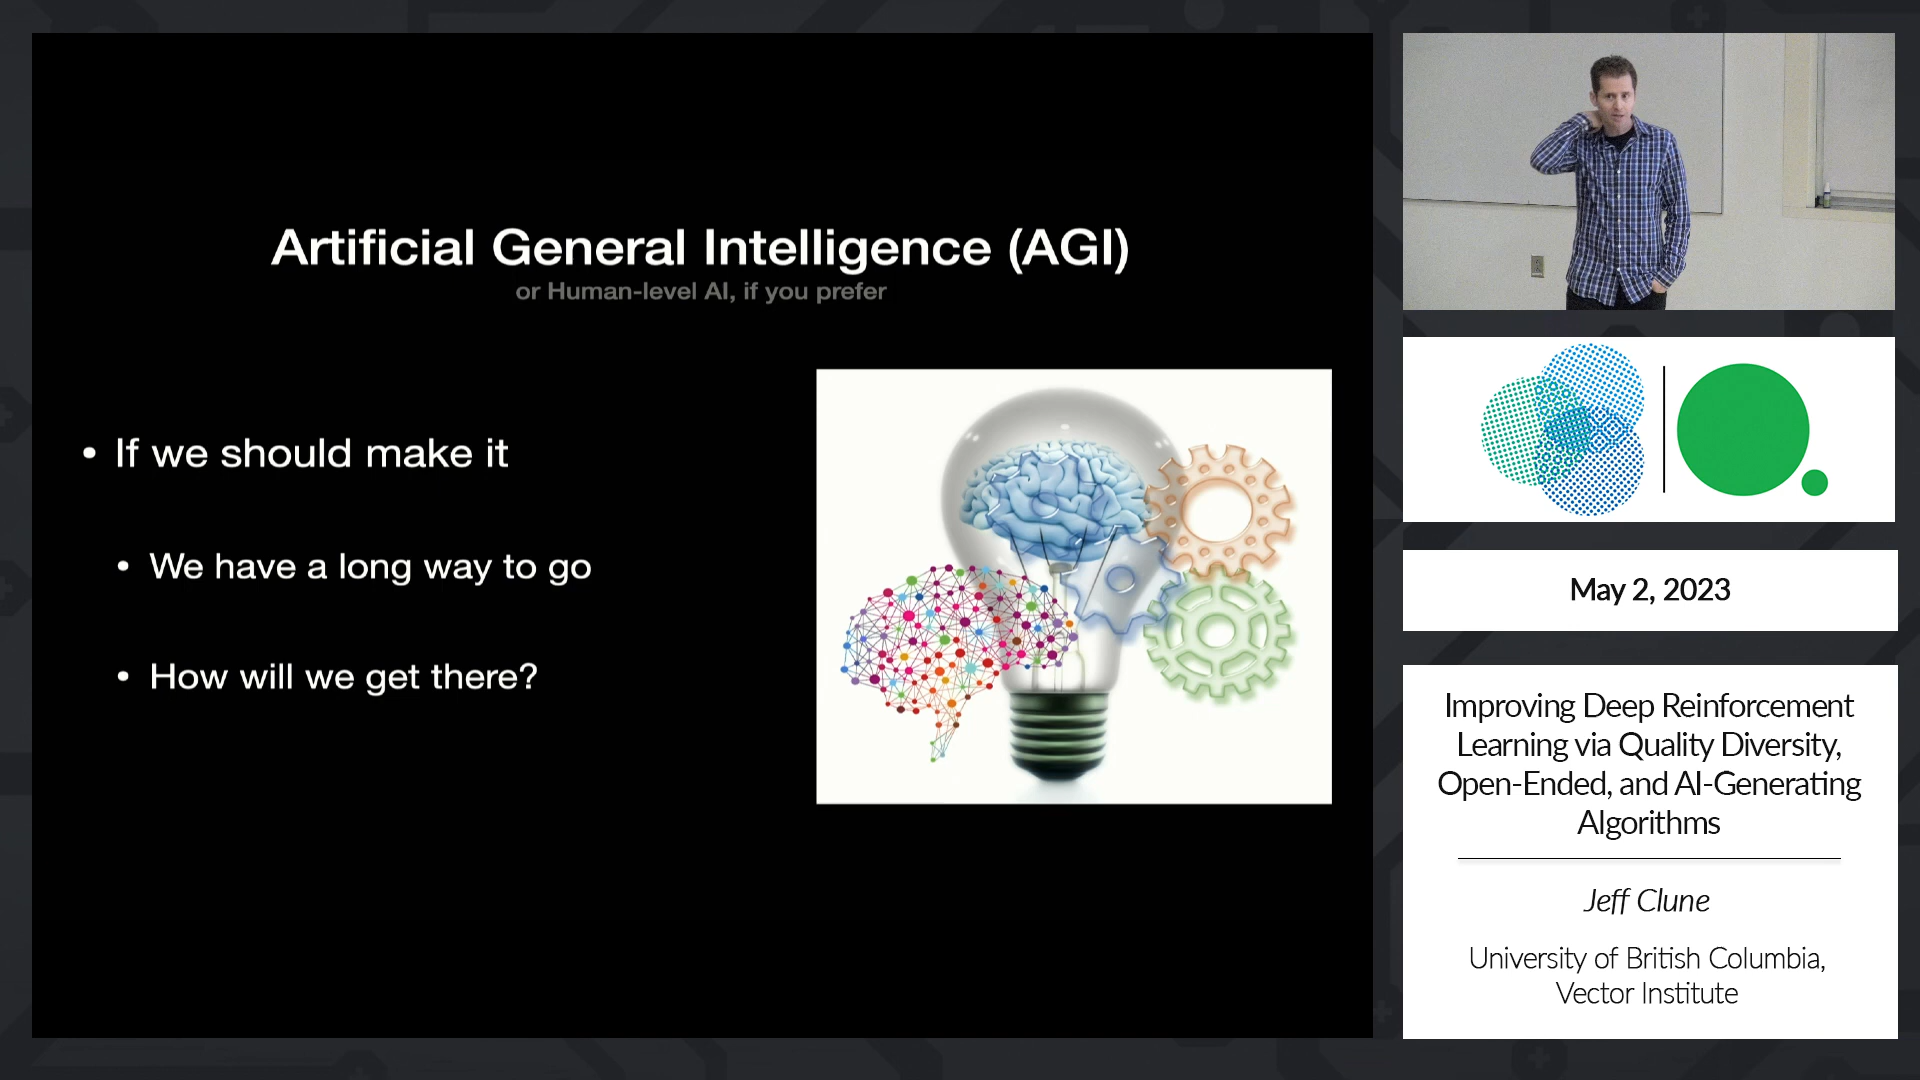 Artificial General Intelligence (AGI)
or Human-level AI, if you prefer
• If we should make it
• We have a long way to go
• How will we get there?
May 2, 2023
Improving Deep Reinforcement
Learning via Quality Diversity,
Open-Ended, and AI-Generating
Algorithms
Jeff Clune
University of British Columbia,
Vector Institute